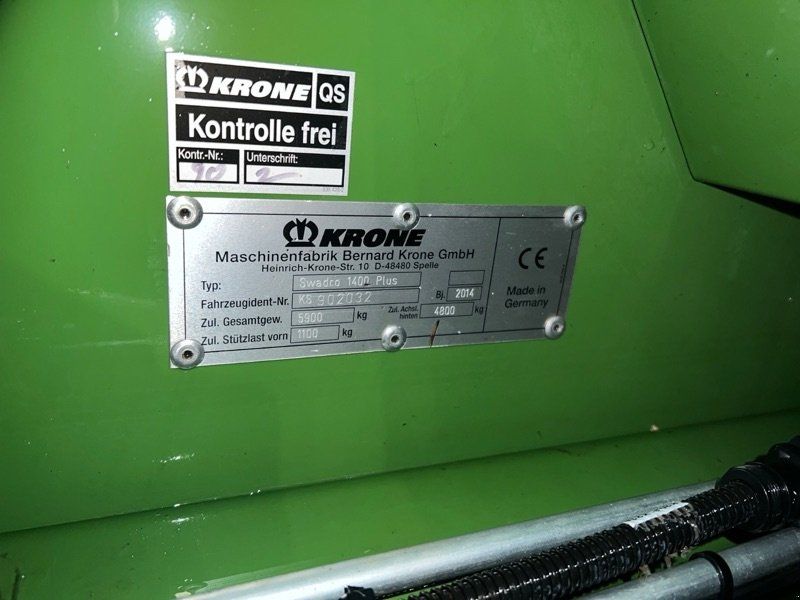 KRONE QS
Kontrolle frei
Kontr.-Nr.: Unterschrift:
90
KRONE
Maschinenfabrik Bernard Krone GmbH
Heinrich-Krone-Str. 10 D-48480 Spelle
Typ: Swadro 1400 Plus
Fahrzeugident-Nr. KS 902032 Bj. 2014
Zul. Gesamtgew. 5900 kg Zul. Achsl. hinten 4800 kg
Zul. Stützlast vorn 1100 kg
CE
Made in
Germany